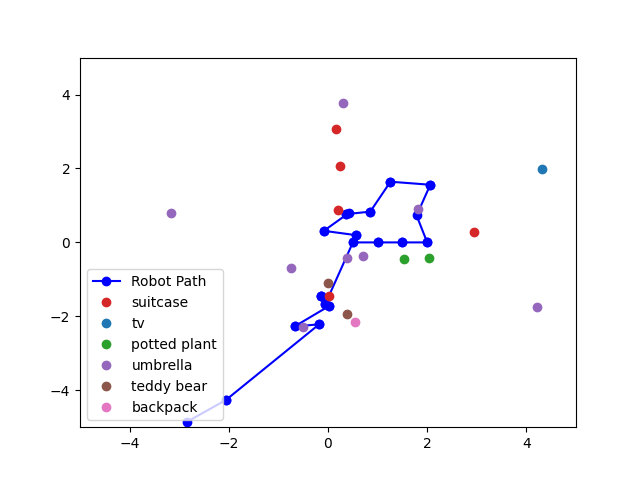 4
2
0
−2
−4
Robot Path
suitcase
tv
potted plant
umbrella
teddy bear
backpack
−4 −2 0 2 4